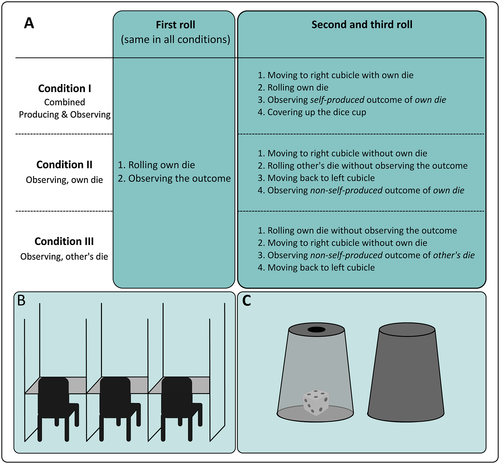 A
First roll
(same in all conditions)
Second and third roll
Condition I
Combined
Producing & Observing
1. Moving to right cubicle with own die
2. Rolling own die
3. Observing self-produced outcome of own die
4. Covering up the dice cup
Condition II
Observing, own die
1. Rolling own die
2. Observing the outcome
1. Moving to right cubicle without own die
2. Rolling other's die without observing the outcome
3. Moving back to left cubicle
4. Observing non-self-produced outcome of own die
Condition III
Observing, other's die
1. Rolling own die without observing the outcome
2. Moving to right cubicle without own die
3. Observing non-self-produced outcome of other's die
4. Moving back to left cubicle
B
C